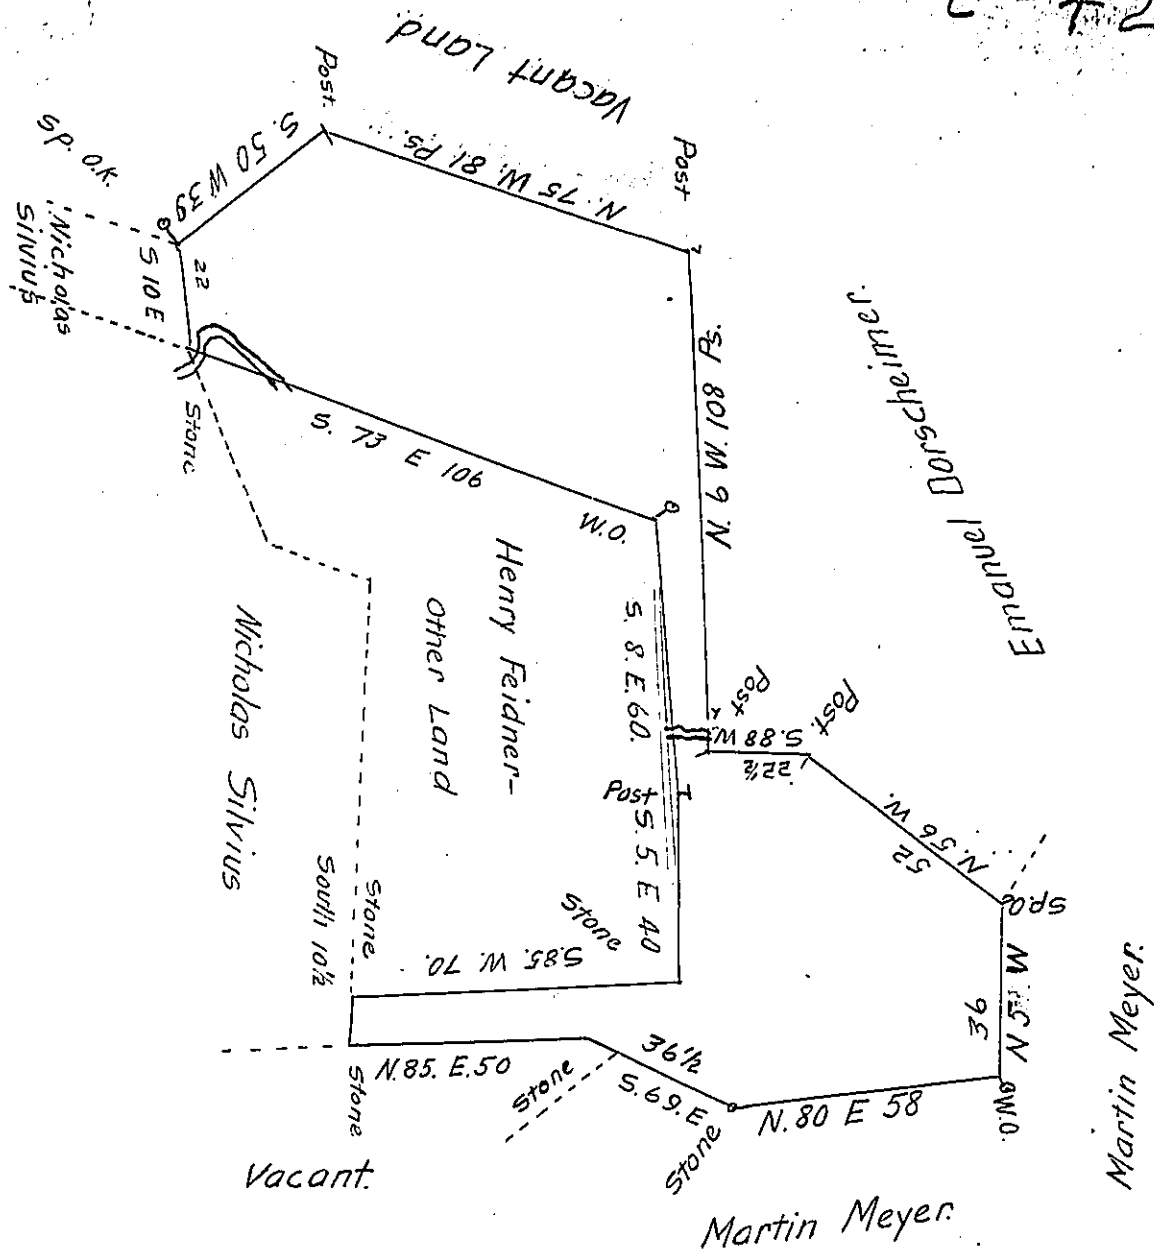 Vacant Land
Post.
Post
S. 50 W 39
N. 75 W. 81. Ps.
SP. O.K.
Nicholas
Silvius
S 10 E
22
Stone
S. 73 E 106
W.O.
N 6 W 108 Ps.
Emanuel Dorscheimer.
Henry Feidner-
Other Land
S. 8. E. 60.
Post
Post.
S. 88 W
22½
N. 56 W.
52
Post
S. 5. E 40
Nicholas Silvius
South 10½
Stone
Stone
S. 85. W. 70.
SP.O.
N 5 W
36
W.O.
Martin Meyer.
N. 85. E. 50
Stone
Stone
36½
S. 69. E
Stone
N. 80 E 58
Vacant.
Martin Meyer.